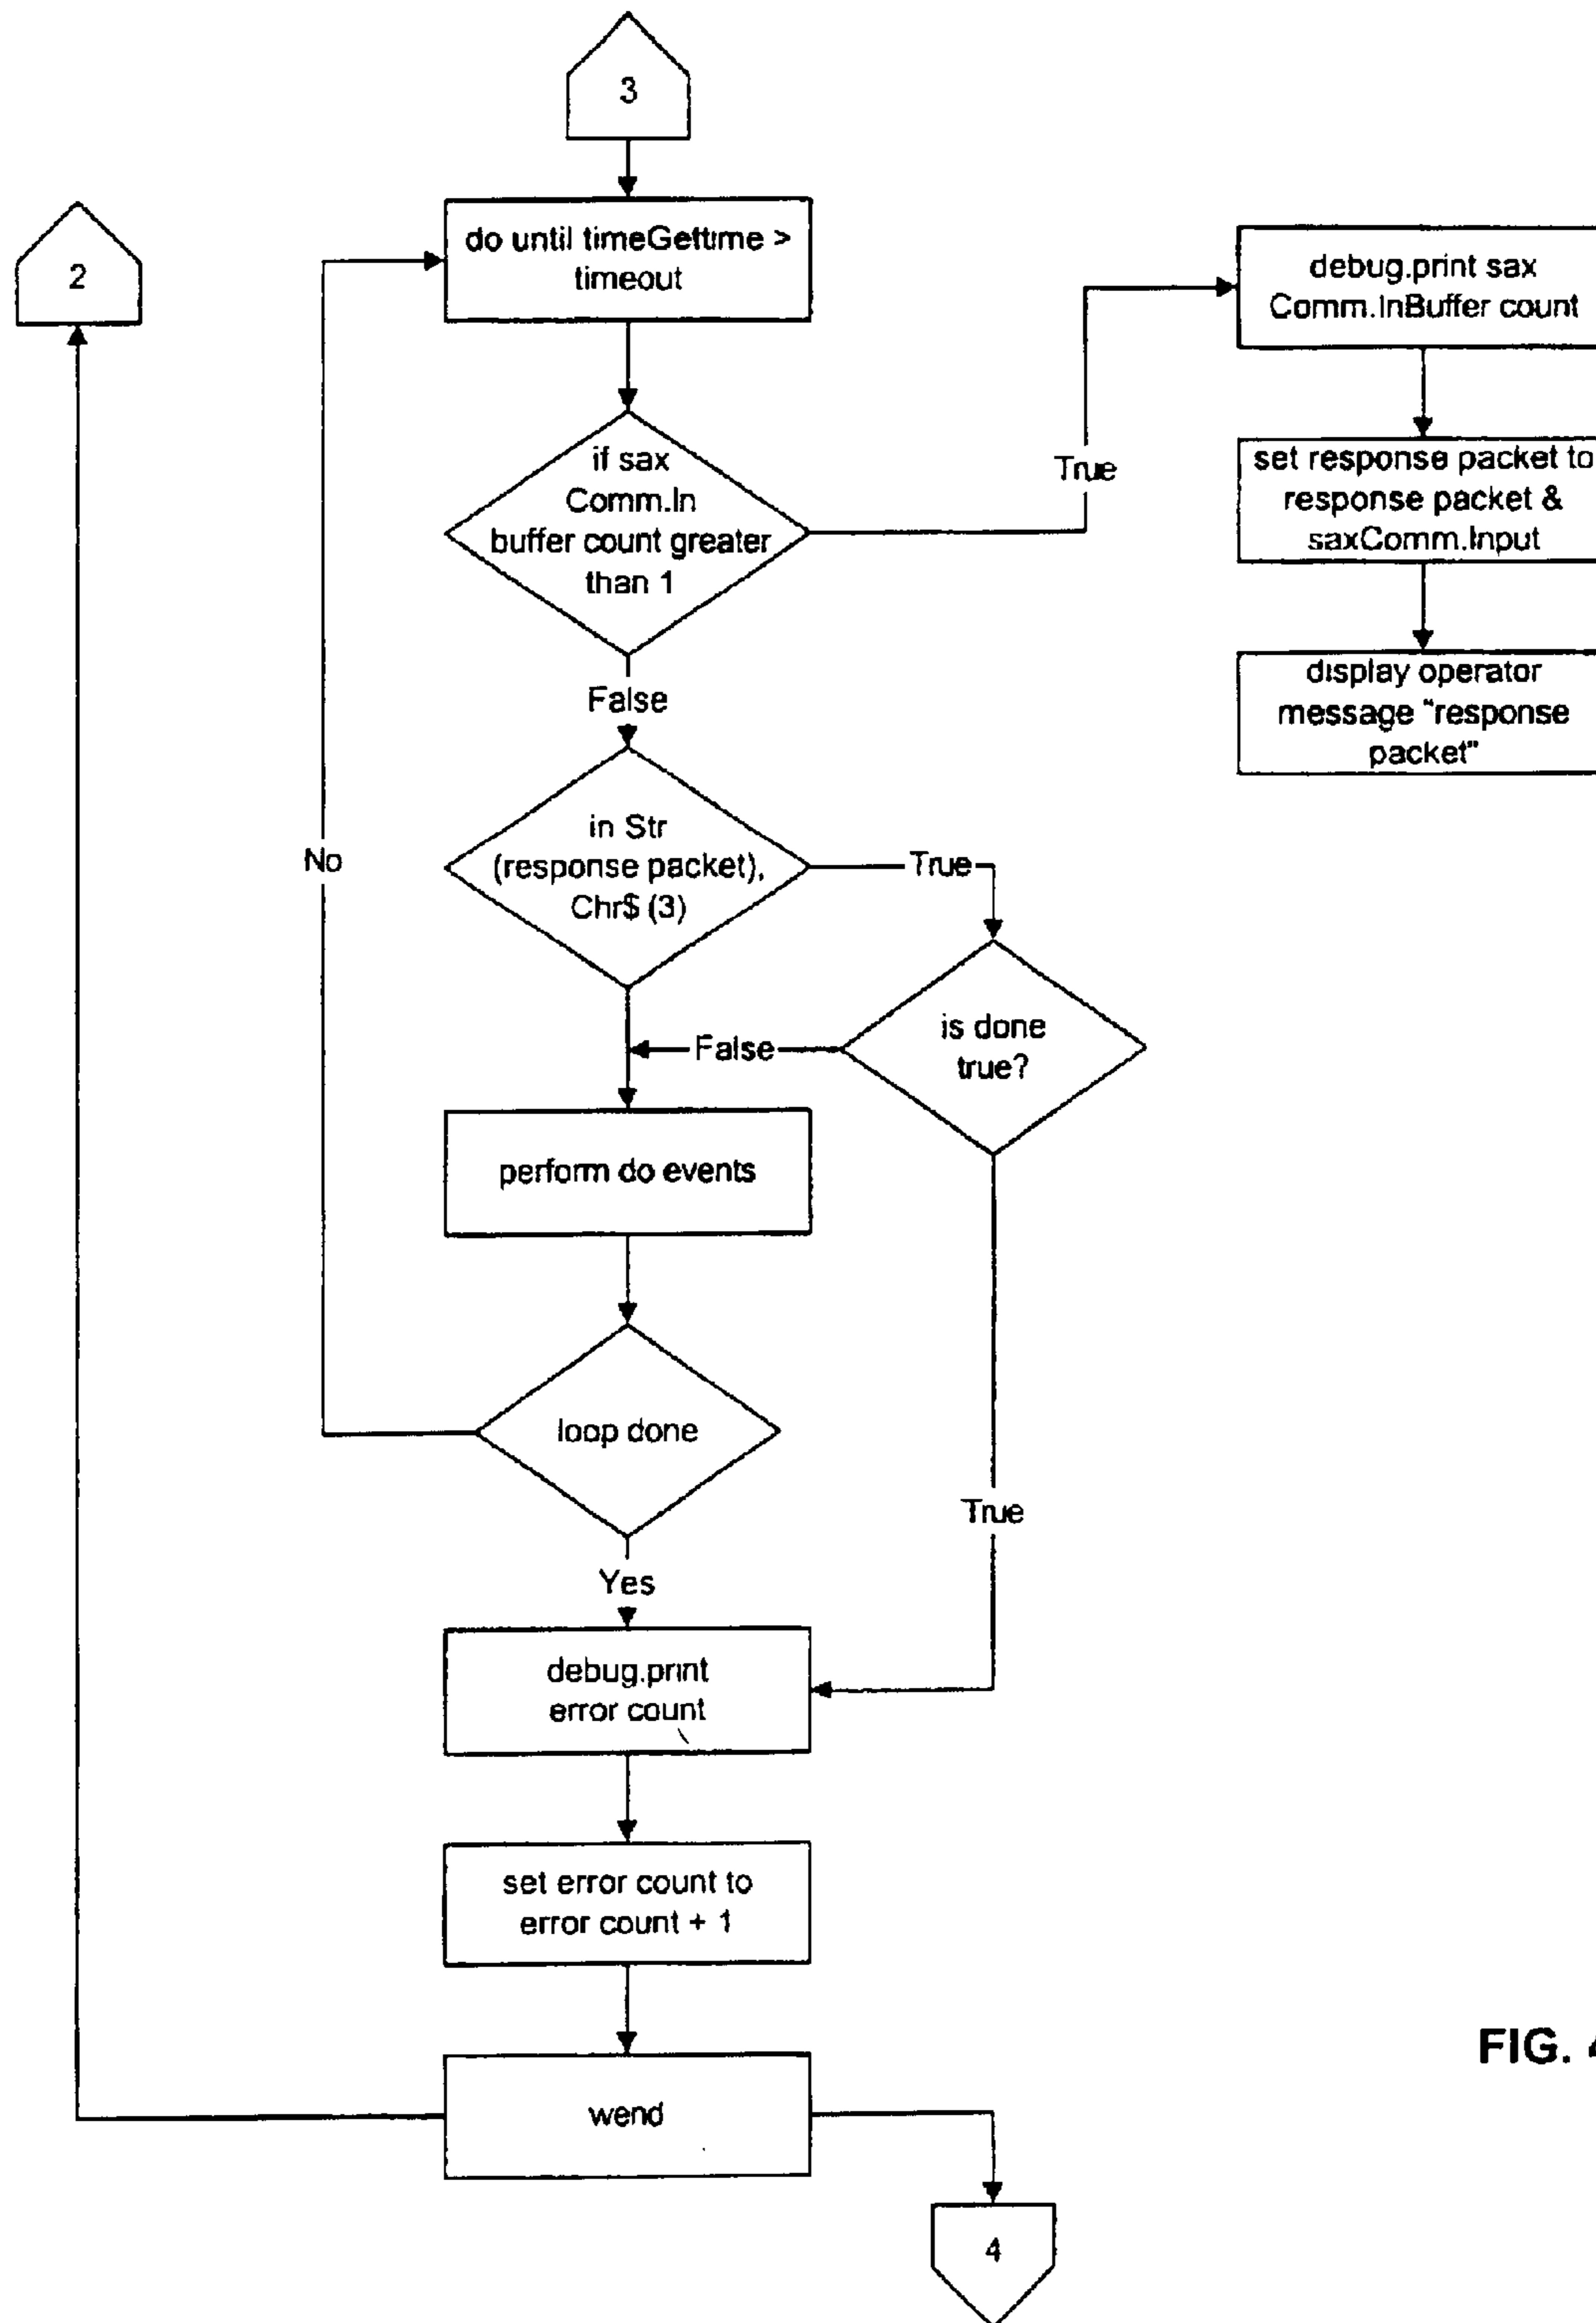 3
do until timeGettime >
timeout
2
debug.print sax
Comm.InBuffer count
if sax
Comm.In
buffer count greater
than 1
True
set response packet to
response packet &
saxComm.Input
False
display operator
message "response
packet"
in Str
(response packet),
Chr$ (3)
True
No
is done
true?
False
perform do events
loop done
True
Yes
debug.print
error count
set error count to
error count + 1
wend
FIG. 4
4